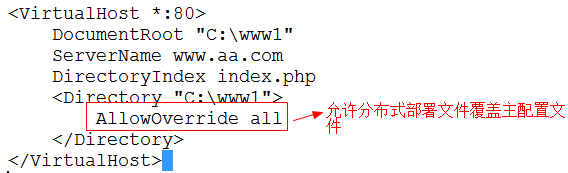 <VirtualHost *:80>
DocumentRoot "C:\www1"
ServerName www.aa.com
DirectoryIndex index.php
<Directory "C:\www1">
AllowOverride all
允许分布式部署文件覆盖主配置文
件
</Directory>
</VirtualHost>